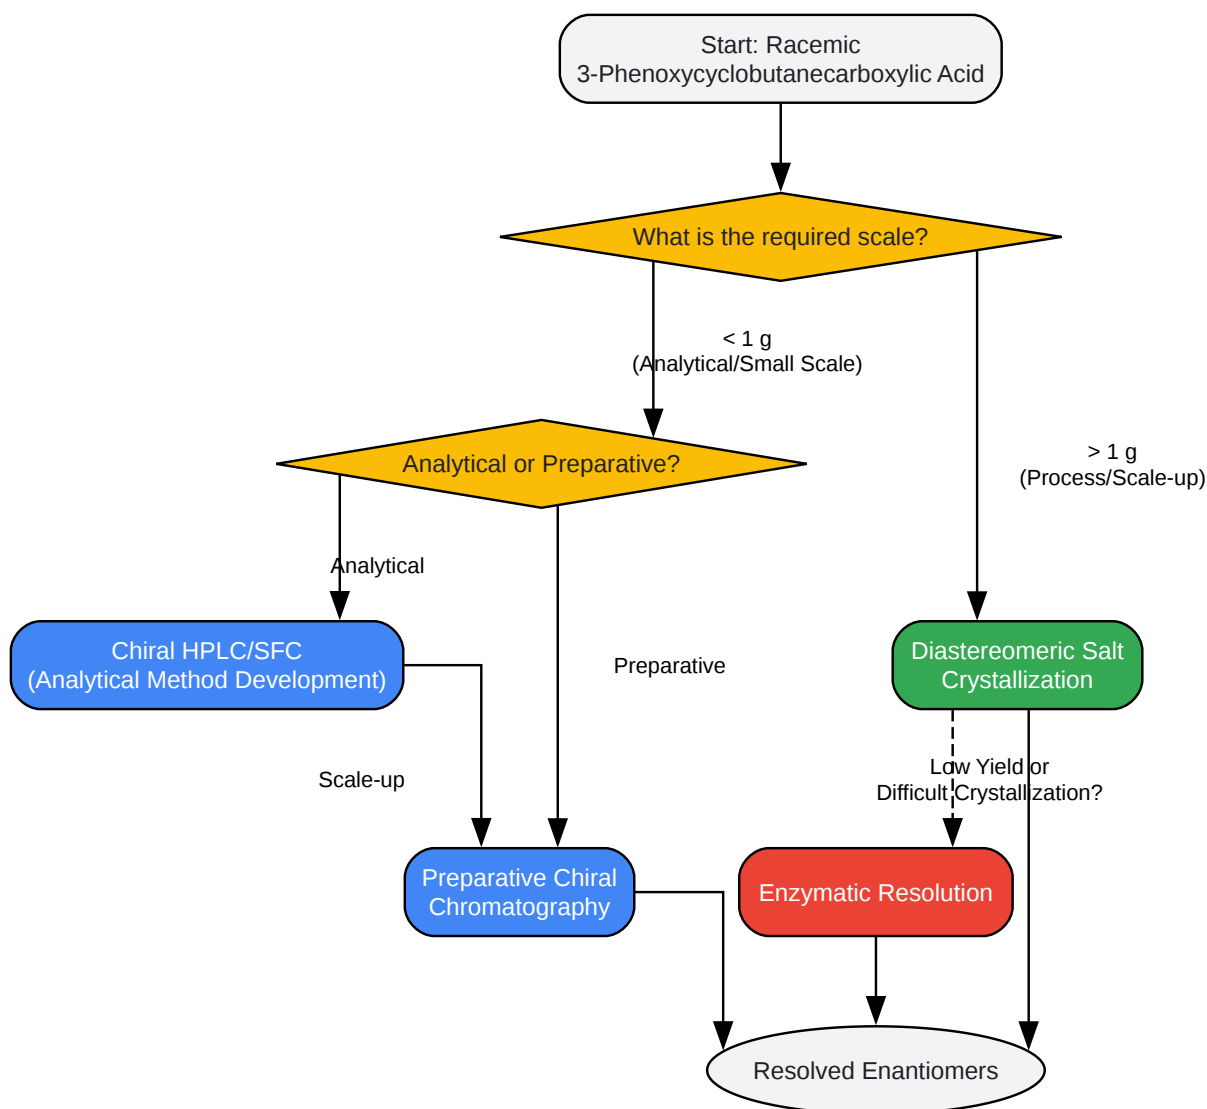 Start: Racemic
3-Phenoxycyclobutanecarboxylic Acid
What is the required scale?
< 1 g
(Analytical/Small Scale)
> 1 g
(Process/Scale-up)
Analytical or Preparative?
Analytical
Preparative
Chiral HPLC/SFC
(Analytical Method Development)
Diastereomeric Salt
Crystallization
Scale-up
Low Yield or
Difficult Crystallization?
Preparative Chiral
Chromatography
Enzymatic Resolution
Resolved Enantiomers